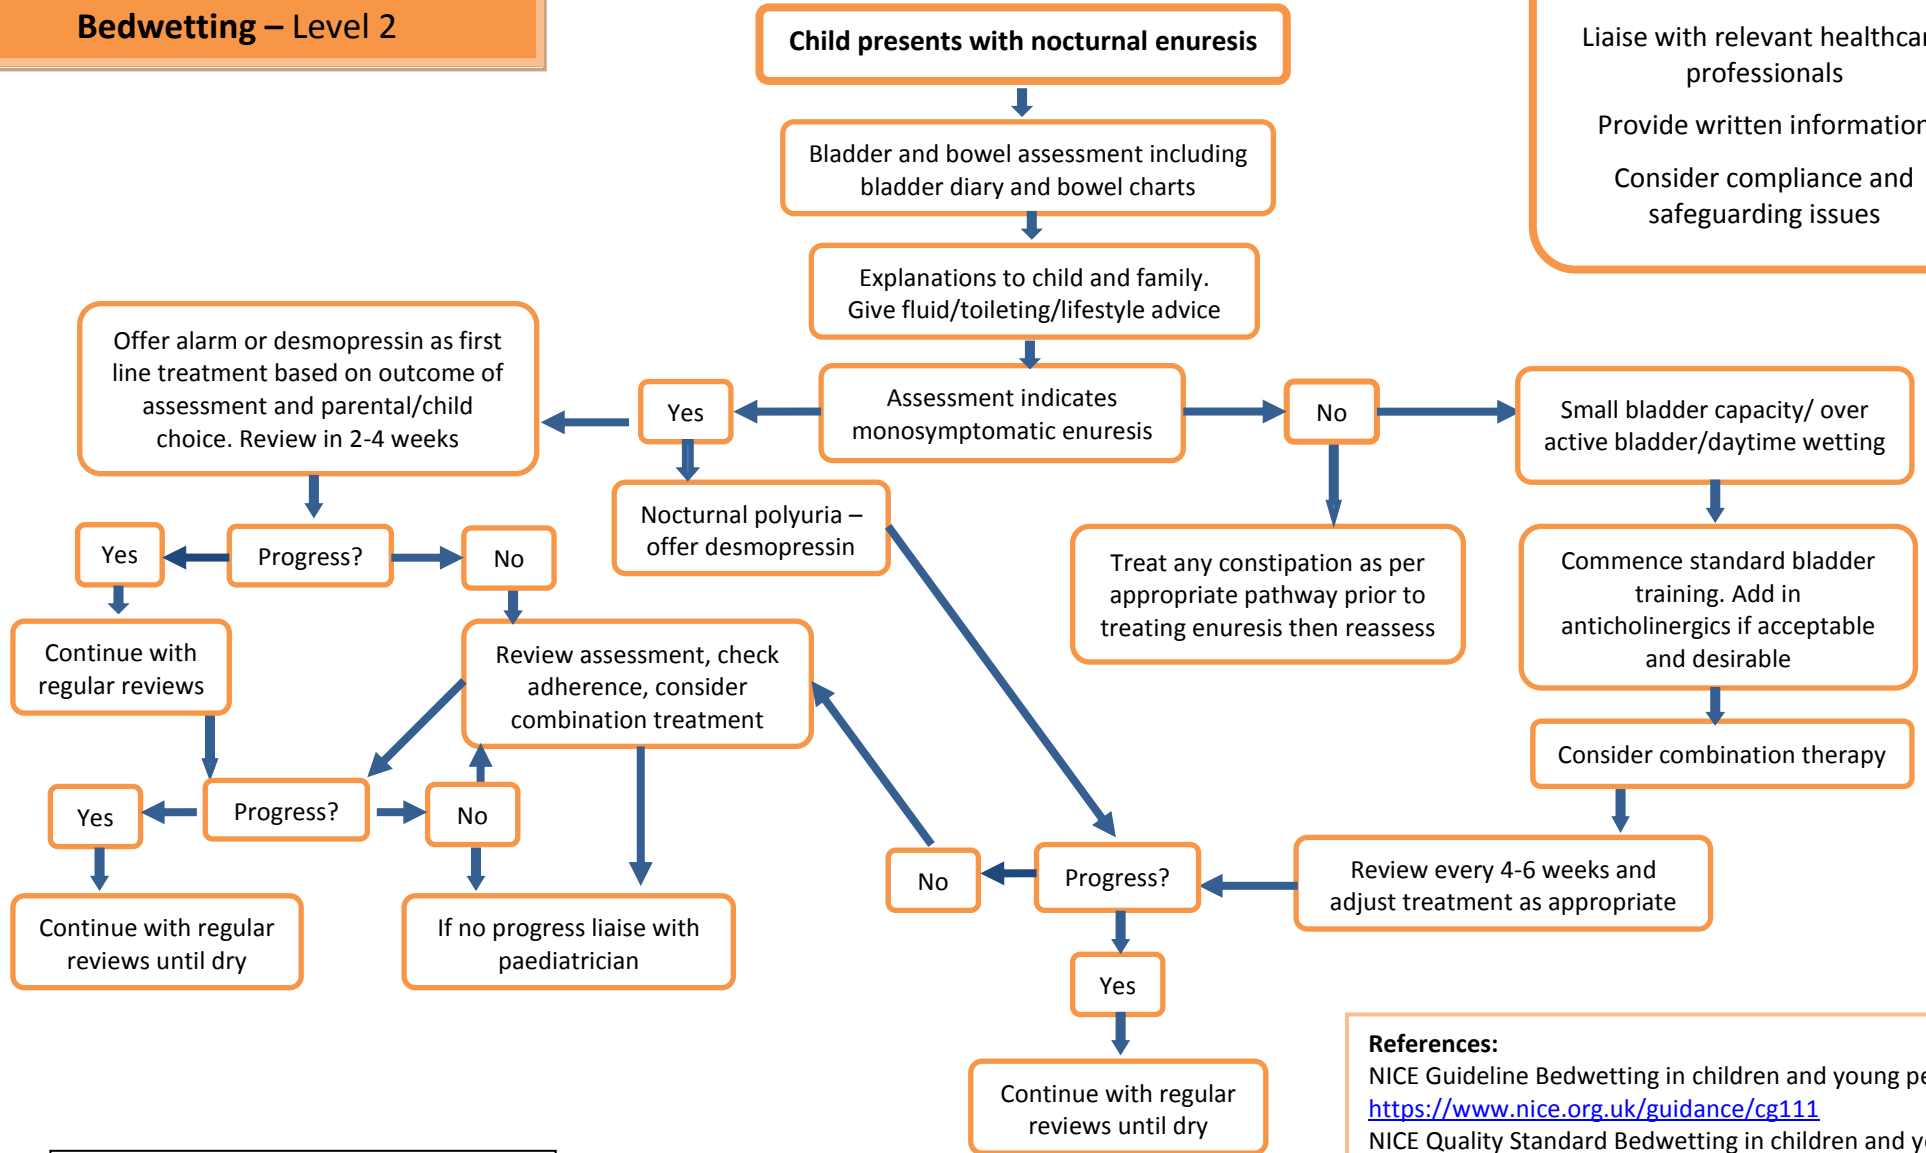 Bedwetting – Level 2
Child presents with nocturnal enuresis
Liaise with relevant
professionals
Provide written information
Consider compliance and
safeguarding issues
Bladder and bowel assessment including
bladder diary and bowel charts
Explanations to child and family.
Give fluid/toileting/lifestyle advice
Offer alarm or desmopressin as first
line treatment based on outcome of
assessment and parental/child
choice. Review in 2-4 weeks
Yes
Assessment indicates
monosymptomatic enuresis
No
Small bladder capacity/ over
active bladder/daytime wetting
Nocturnal polyuria –
offer desmopressin
Yes
Progress?
No
Treat any constipation as per
appropriate pathway prior to
treating enuresis then reassess
Commence standard bladder
training. Add in
anticholinergics if acceptable
and desirable
Continue with
regular reviews
Review assessment, check
adherence, consider
combination treatment
Consider combination therapy
Yes
Progress?
No
No
Progress?
Review every 4-6 weeks and
adjust treatment as appropriate
Continue with regular
reviews until dry
If no progress liaise with
paediatrician
Yes
Continue with regular
reviews until dry
References:
NICE Guideline Bedwetting in children and young
https://www.nice.org.uk/guidance/cg111
NICE Quality Standard Bedwetting in children and